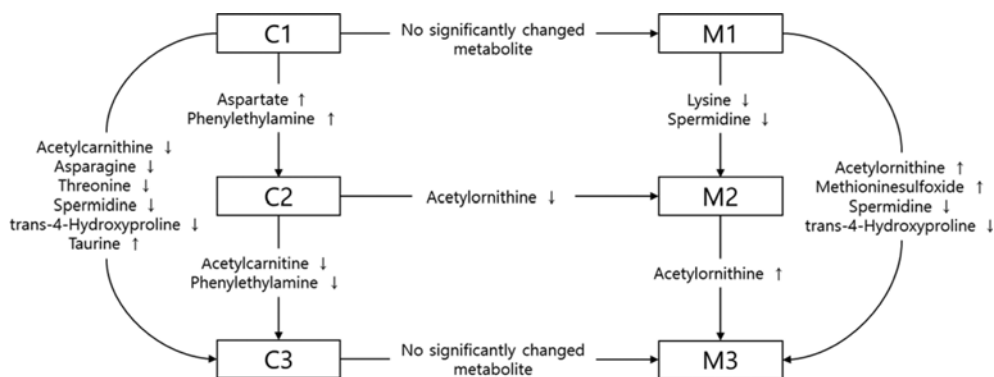 C1
No significantly changed
metabolite
M1
Aspartate ↑
Phenylethylamine ↑
Lysine ↓
Spermidine ↓
Acetylcarnithine ↓
Asparagine ↓
Threonine ↓
Spermidine ↓
trans-4-Hydroxyproline ↓
Taurine ↑
C2
Acetylornithine ↓
M2
Acetylornithine ↑
Methioninesulfoxide ↑
Spermidine ↓
trans-4-Hydroxyproline ↓
Acetylcarnitine ↓
Phenylethylamine ↓
Acetylornithine ↑
C3
No significantly changed
metabolite
M3